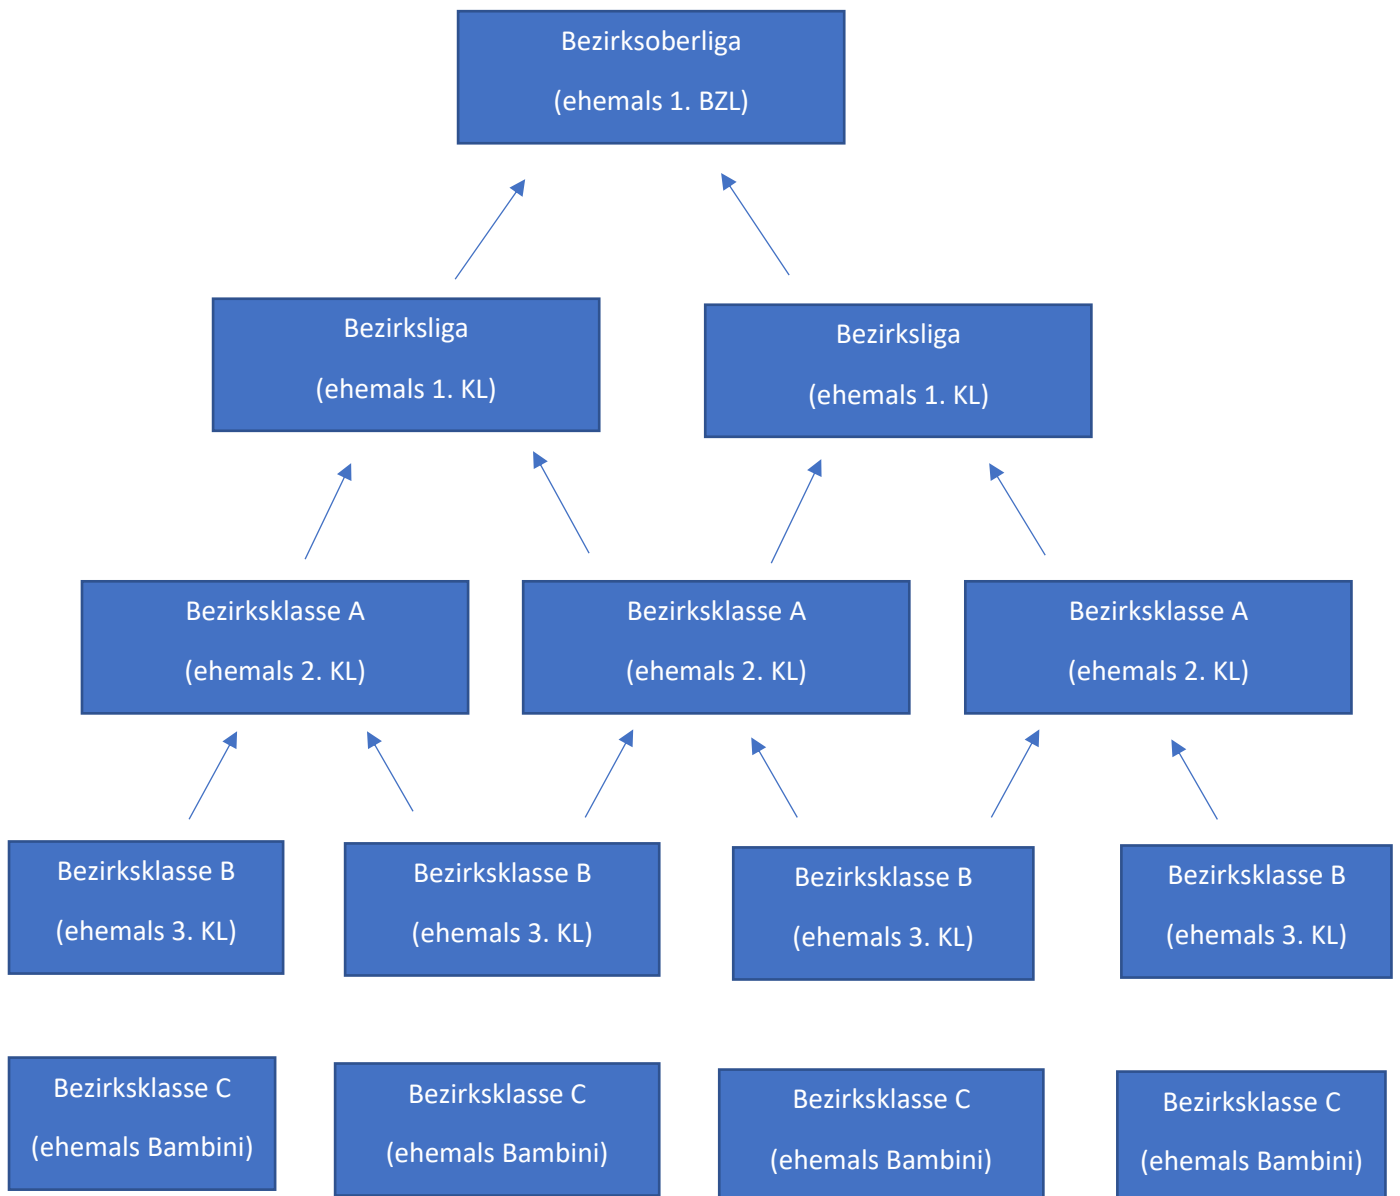 Bezirksoberliga
(ehemals 1. BZL)
Bezirksliga
(ehemals 1. KL)
Bezirksliga
(ehemals 1. KL)
Bezirksklasse A
(ehemals 2. KL)
Bezirksklasse A
(ehemals 2. KL)
Bezirksklasse A
(ehemals 2. KL)
Bezirksklasse B
(ehemals 3. KL)
Bezirksklasse B
(ehemals 3. KL)
Bezirksklasse B
(ehemals 3. KL)
Bezirksklasse B
(ehemals 3. KL)
Bezirksklasse C
(ehemals Bambini)
Bezirksklasse C
(ehemals Bambini)
Bezirksklasse C
(ehemals Bambini)
Bezirksklasse C
(ehemals Bambini)